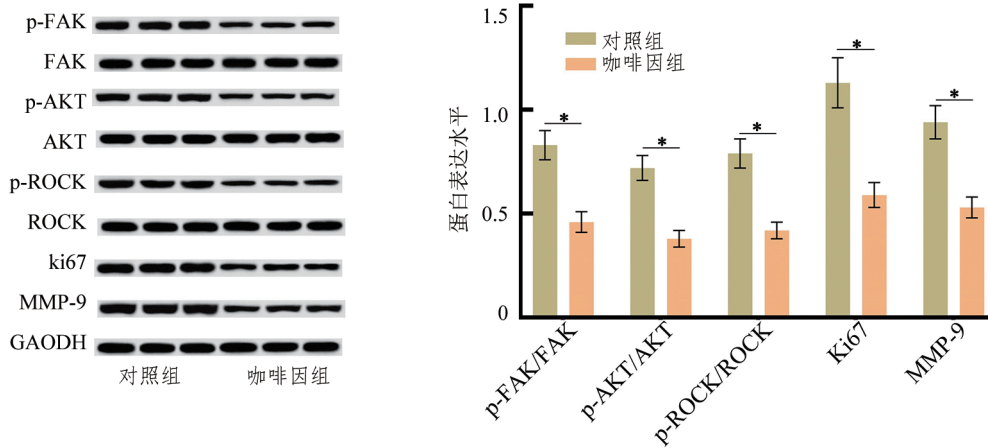 p-FAK
FAK
p-AKT
AKT
p-ROCK
ROCK
ki67
MMP-9
GAODH
对照组 咖啡因组
蛋白表达水平
1.5
1.0
0.5
0
对照组
咖啡因组
* * * * *
p-FAK/FAK
p-AKT/AKT
p-ROCK/ROCK
Ki67
MMP-9